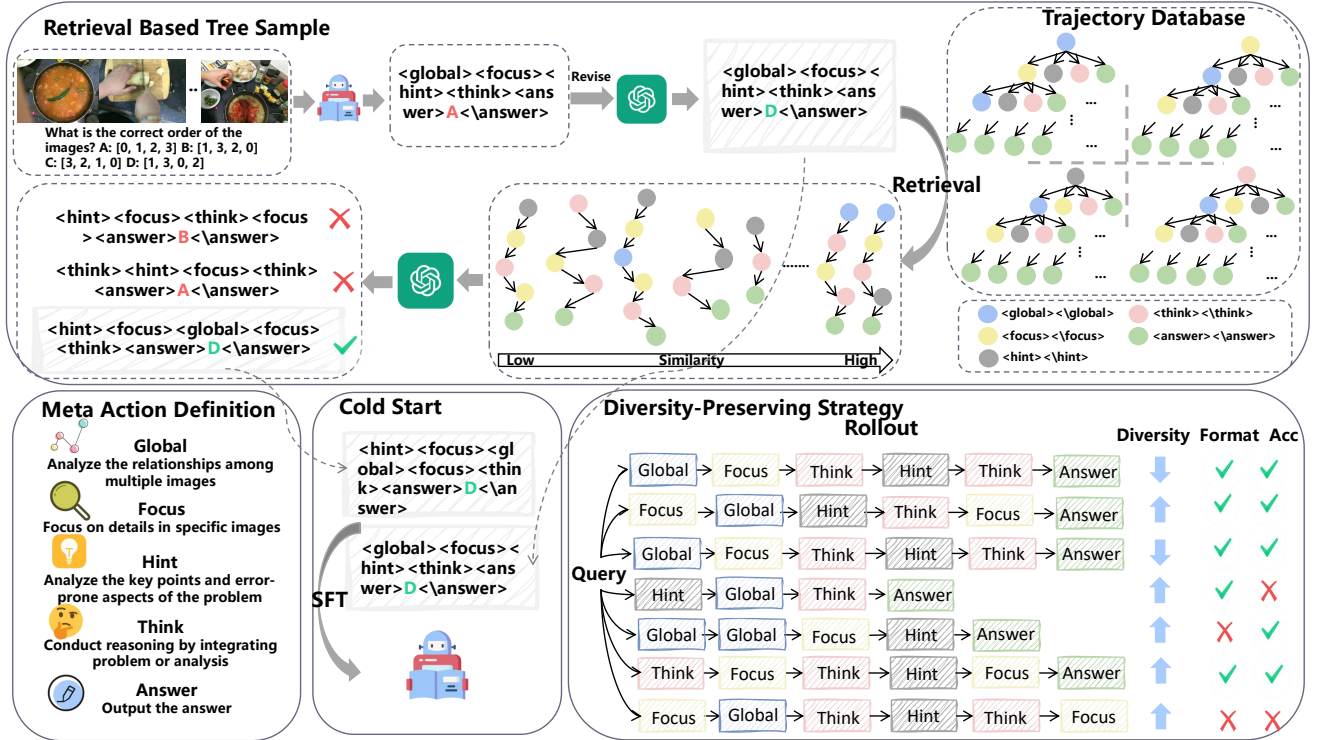 Retrieval Based Tree Sample
What is the correct order of the
images? A: [0, 1, 2, 3] B: [1, 3, 2, 0]
C: [3, 2, 1, 0] D: [1, 3, 0, 2]
<global><focus><
hint><think><ans
wer>A<\answer>
Revise
<global><focus><
hint><think><ans
wer>D<\answer>
Trajectory Database
Retrieval
<global><\global>
<think><\think>
<focus><\focus>
<answer><\answer>
<hint><\hint>
Low
Similarity
High
<hint><focus><think><focus
><answer>B<\answer>
<think><hint><focus><think>
<answer>A<\answer>
<hint><focus><global><focus>
<think><answer>D<\answer>
Meta Action Definition
Global
Analyze the relationships among
multiple images
Focus
Focus on details in specific images
Hint
Analyze the key points and error-
prone aspects of the problem
Think
Conduct reasoning by integrating
problem or analysis
Answer
Output the answer
Cold Start
<hint><focus><gl
obal><focus><thin
k><answer>D<\an
swer>
<global><focus><
hint><think><ans
wer>D<\answer>
SFT
Diversity-Preserving Strategy
Rollout
Diversity Format Acc
Query
Global Focus Think Hint Think Answer
Focus Global Hint Think Focus Answer
Global Focus Think Hint Think Answer
Hint Global Think Answer
Global Global Focus Hint Answer
Think Focus Think Hint Focus Answer
Focus Global Think Hint Think Focus